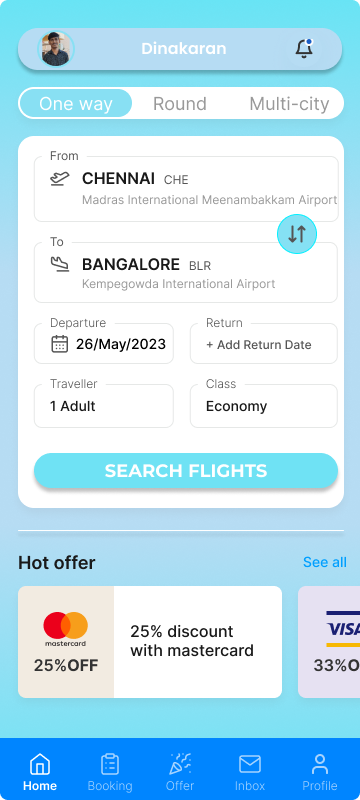 Dinakaran
One way Round Multi-city
From
CHENNAI CHE
Madras International Meenambakkam Airport
To
BANGALORE BLR
Kempegowda International Airport
Departure Return
26/May/2023 + Add Return Date
Traveller Class
1 Adult Economy
SEARCH FLIGHTS
Hot offer See all
mastercard
25%OFF
25% discount
with mastercard
VISA
33%O
Home Booking Offer Inbox Profile